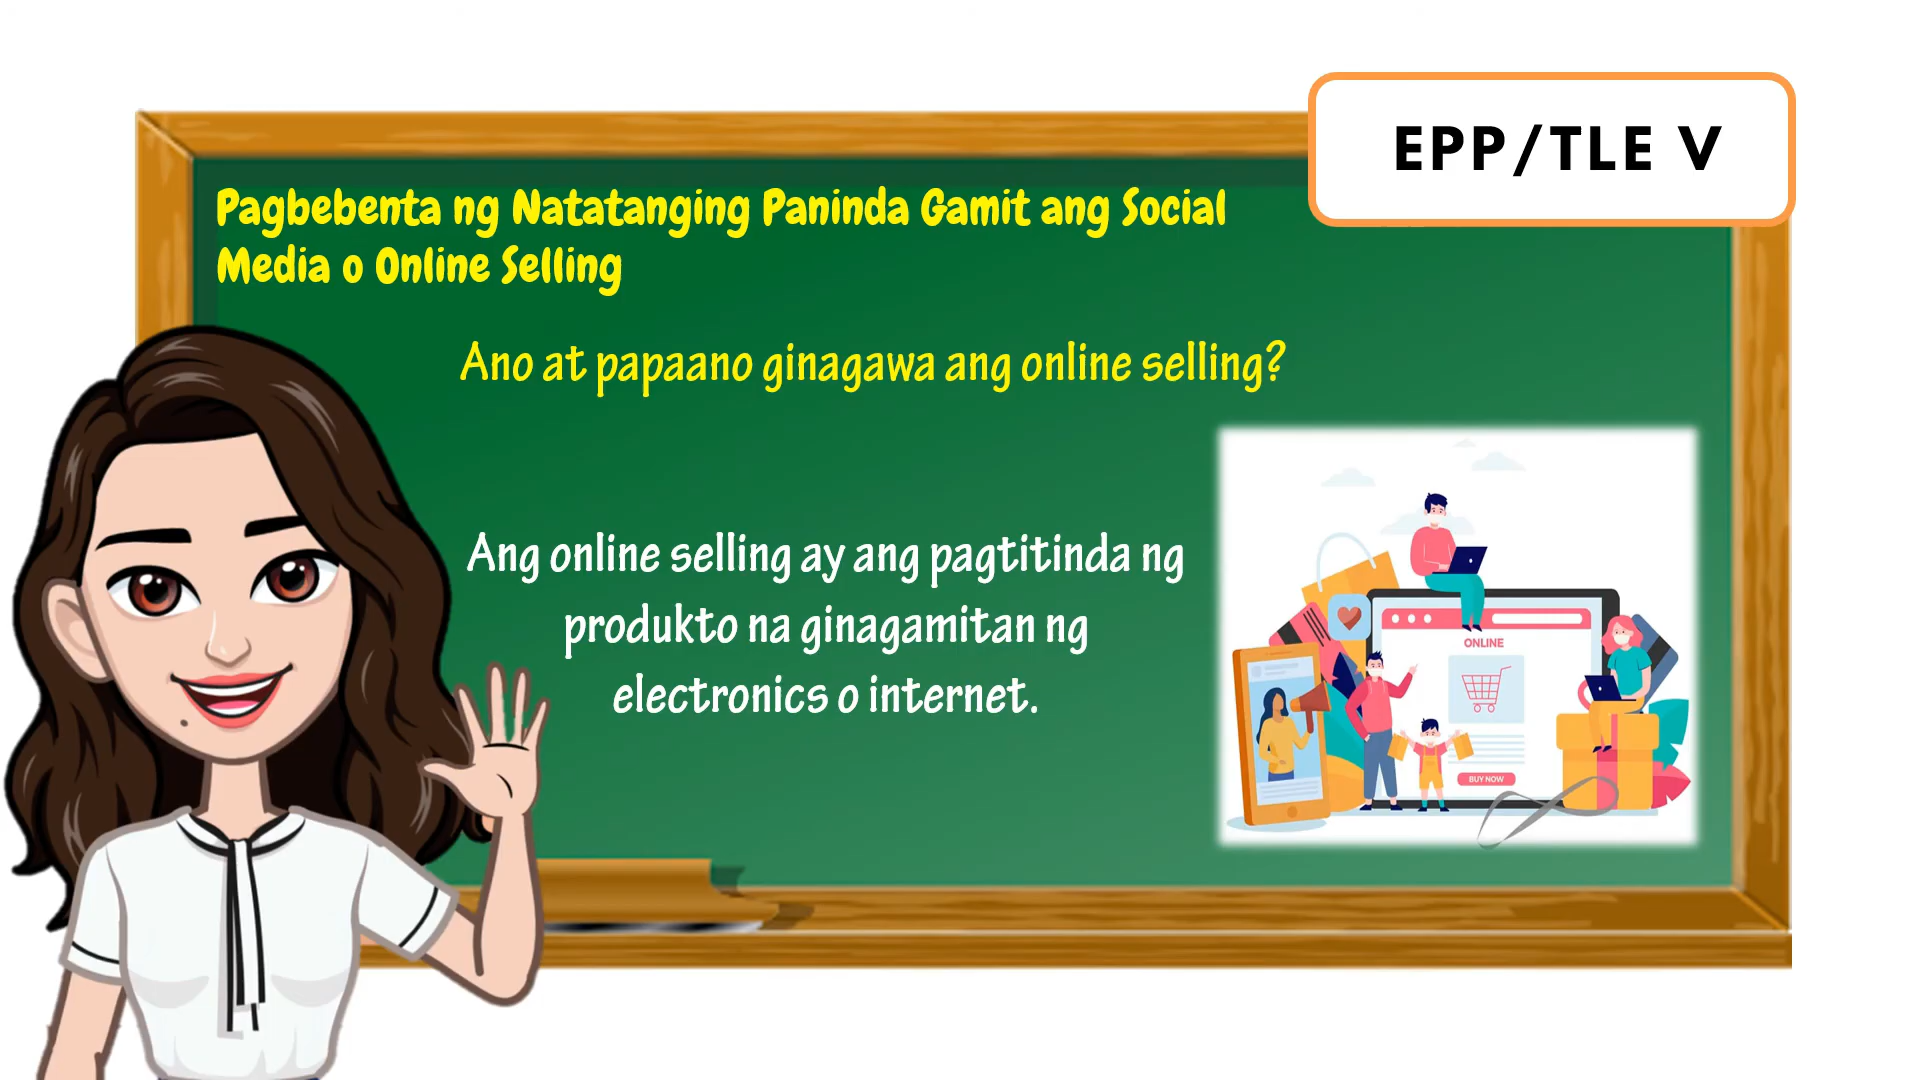 EPP/TLE V
Pagbebenta ng Natatanging Paninda Gamit ang Social
Media o Online Selling
Ano at papaano ginagawa ang online selling?
Ang online selling ay ang pagtitinda ng
produkto na ginagamitan ng
electronics o internet.
ONLINE
BUY NOW